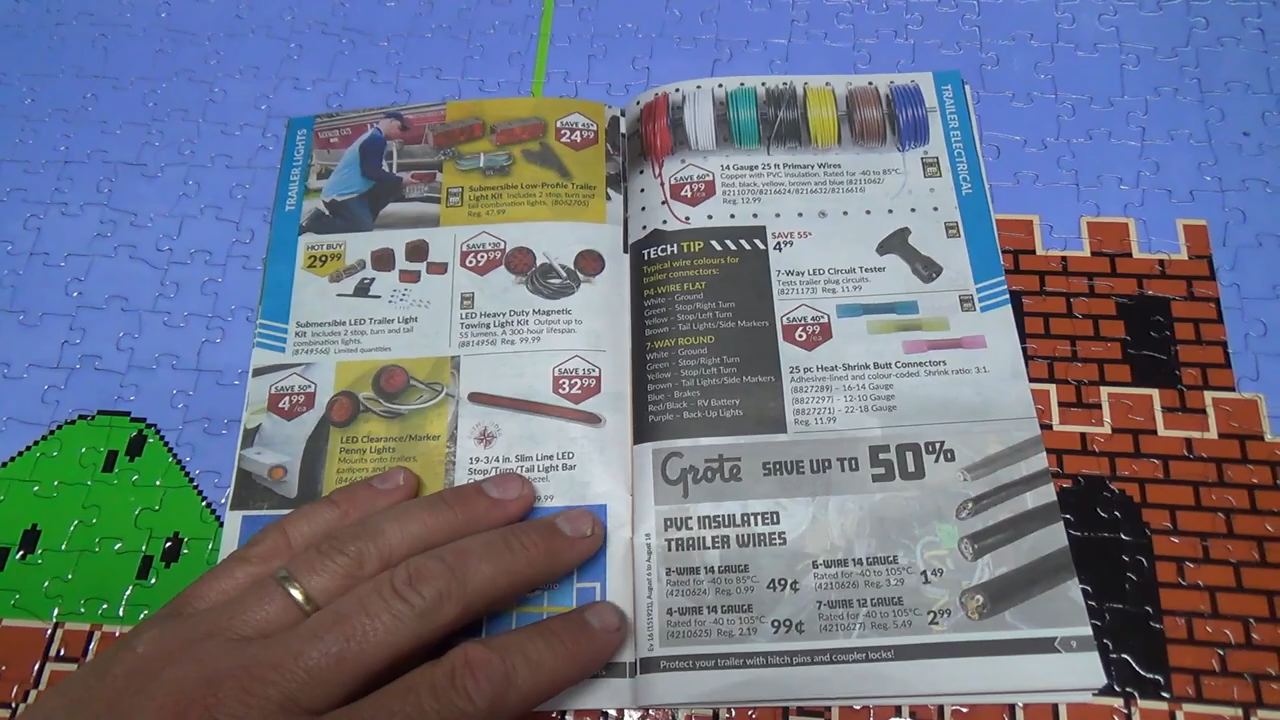 TRAILER LIGHTS
SAVE 45%
24.99
Submersible Low-Profile Trailer
Light Kit Includes 2 stop, turn and
tail combination lights. (8062705)
Reg. 47.99
HOT BUY
29.99
Submersible LED Trailer Light
Kit Includes 2 stop, turn and tail
combination lights.
(8749566) Limited quantities
SAVE $30
69.99
LED Heavy Duty Magnetic
Towing Light Kit Output up to
55 lumens. A 300-hour lifespan.
(8814956) Reg. 99.99
SAVE 50%
4.99
/ea
LED Clearance/Marker
Penny Lights
Mounts onto trailers,
campers and
SAVE 15%
32.99
19-3/4 in. Slim Line LED
Stop/Turn/Tail Light Bar
bezel.
TRAILER ELECTRICAL
SAVE 60%
4.99
/ea
14 Gauge 25 ft Primary Wires
Copper with PVC insulation. Rated for -40 to 85°C.
Red, black, yellow, brown and blue (8211062/
8211070/8216624/8216632/8216616)
Reg. 12.99
TECH TIP
Typical wire colours for
trailer connectors:
P4-WIRE FLAT
White – Ground
Green – Stop/Right Turn
Yellow – Stop/Left Turn
Brown – Tail Lights/Side Markers
7-WAY ROUND
White – Ground
Green – Stop/Right Turn
Yellow – Stop/Left Turn
Brown – Tail Lights/Side Markers
Blue – Brakes
Red/Black – RV Battery
Purple – Back-Up Lights
SAVE 55%
4.99
7-Way LED Circuit Tester
Tests trailer plug circuits.
(8271173) Reg. 11.99
SAVE 40%
6.99
/ea
25 pc Heat-Shrink Butt Connectors
Adhesive-lined and colour-coded. Shrink ratio: 3:1.
(8827289) – 16-14 Gauge
(8827297) – 12-10 Gauge
(8827271) – 22-18 Gauge
Reg. 11.99
Grote SAVE UP TO 50%
PVC INSULATED
TRAILER WIRES
2-WIRE 14 GAUGE
Rated for -40 to 85°C.
(4210624) Reg. 0.99 49¢
4-WIRE 14 GAUGE
Rated for -40 to 105°C.
(4210625) Reg. 2.19 99¢
6-WIRE 14 GAUGE
Rated for -40 to 105°C.
(4210626) Reg. 3.29 1.49
7-WIRE 12 GAUGE
Rated for -40 to 105°C.
(4210627) Reg. 5.49 2.99
Ev 16 (151921), August 6 to August 18
Protect your trailer with hitch pins and coupler locks!
9